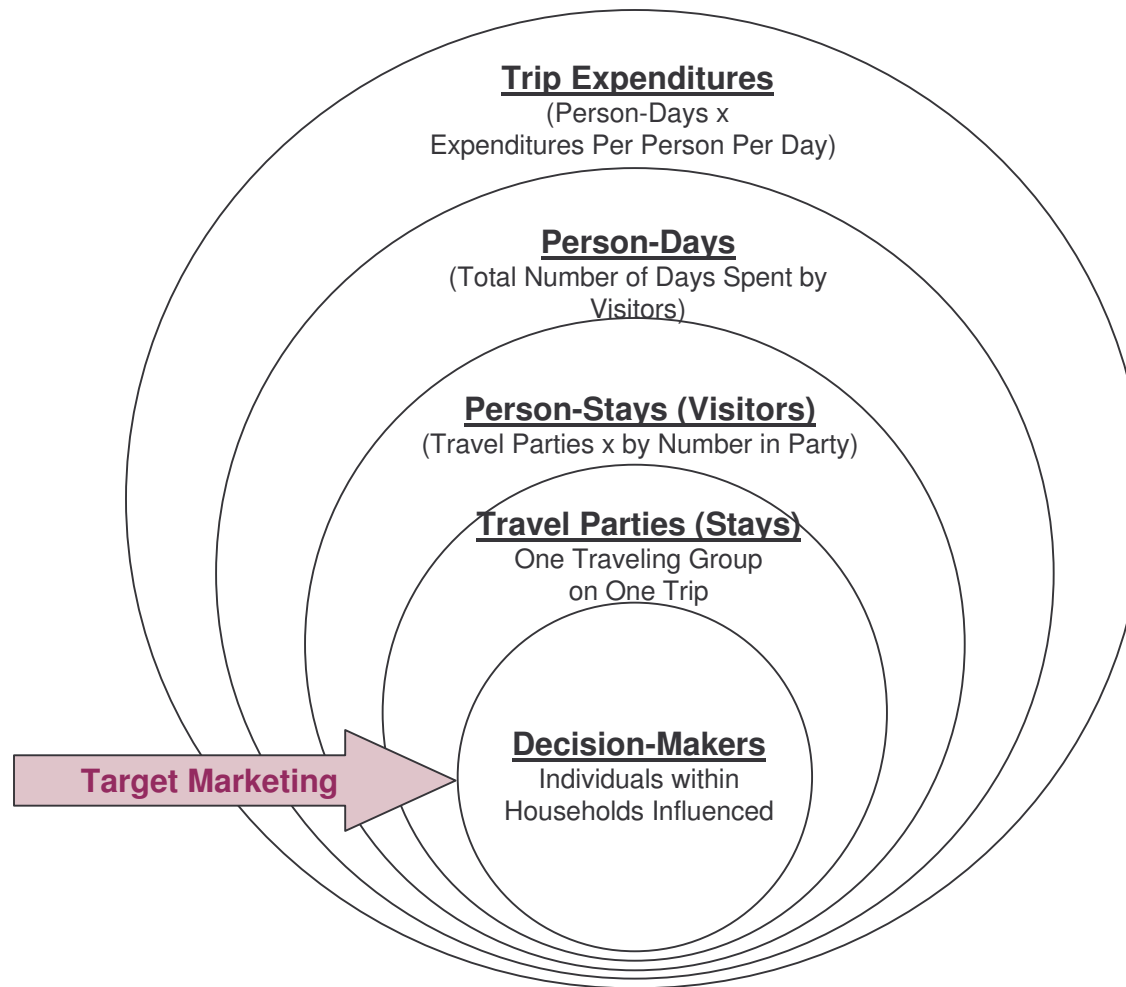 Trip Expenditures
(Person-Days x
Expenditures Per Person Per Day)
Person-Days
(Total Number of Days Spent by
Visitors)
Person-Stays (Visitors)
(Travel Parties x by Number in Party)
Travel Parties (Stays)
One Traveling Group
on One Trip
Decision-Makers
Individuals within
Households Influenced
Target Marketing